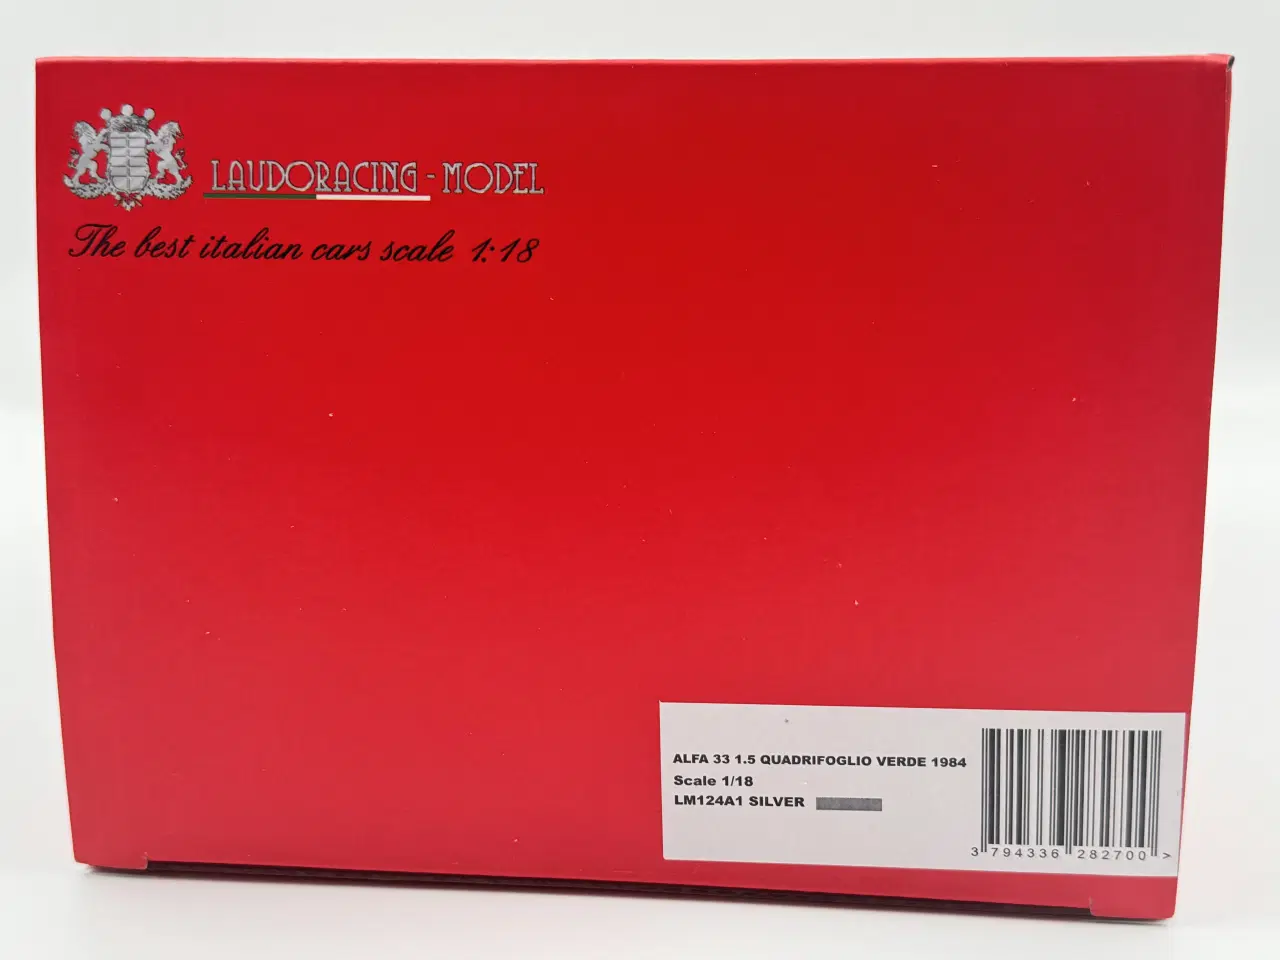 LAUDORACING-MODEL
The best italian cars scale 1:18
ALFA 33 1.5 QUADRIFOGLIO VERDE 1984
Scale 1/18
LM124A1 SILVER
3 794336 282700 >